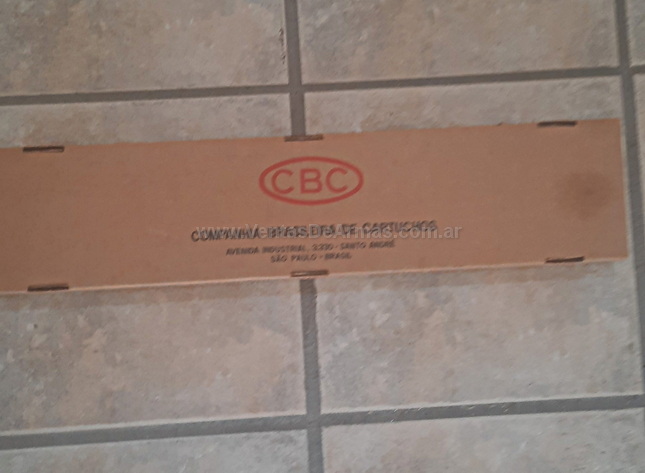 CBC
COMPANHIA BRASILEIRA DE CARTUCHOS
AVENIDA INDUSTRIAL, 3330 - SANTO ANDRÉ
SÃO PAULO - BRASIL